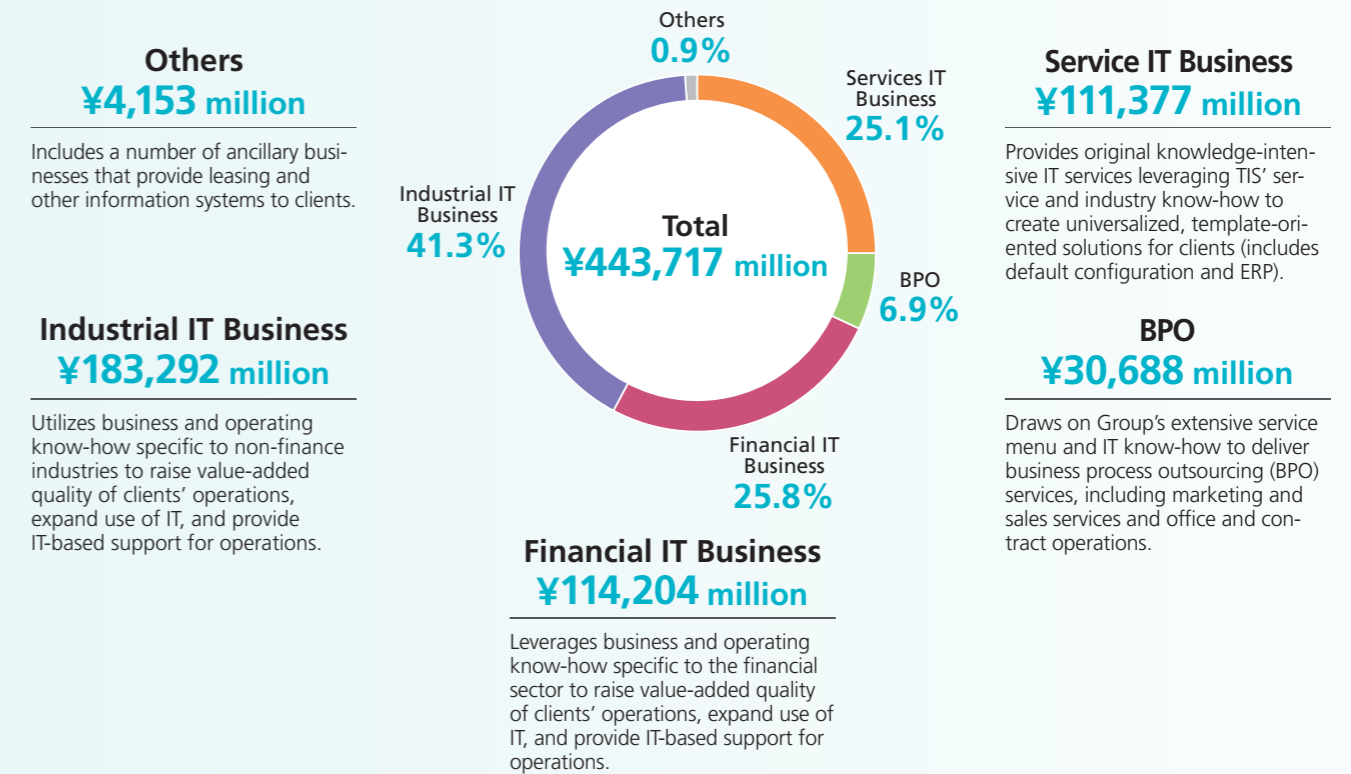 Others
¥4,153 million
Includes a number of ancillary busi-
nesses that provide leasing and
other information systems to clients.
Industrial IT Business
¥183,292 million
Utilizes business and operating
know-how specific to non-finance
industries to raise value-added
quality of clients’ operations,
expand use of IT, and provide
IT-based support for operations.
Others
0.9%
Services IT
Business
25.1%
Industrial IT
Business
41.3%
Total
¥443,717 million
BPO
6.9%
Financial IT
Business
25.8%
Financial IT Business
¥114,204 million
Leverages business and operating
know-how specific to the financial
sector to raise value-added quality
of clients’ operations, expand use of
IT, and provide IT-based support for
operations.
Service IT Business
¥111,377 million
Provides original knowledge-inten-
sive IT services leveraging TIS’ ser-
vice and industry know-how to
create universalized, template-ori-
ented solutions for clients (includes
default configuration and ERP).
BPO
¥30,688 million
Draws on Group’s extensive service
menu and IT know-how to deliver
business process outsourcing (BPO)
services, including marketing and
sales services and office and con-
tract operations.